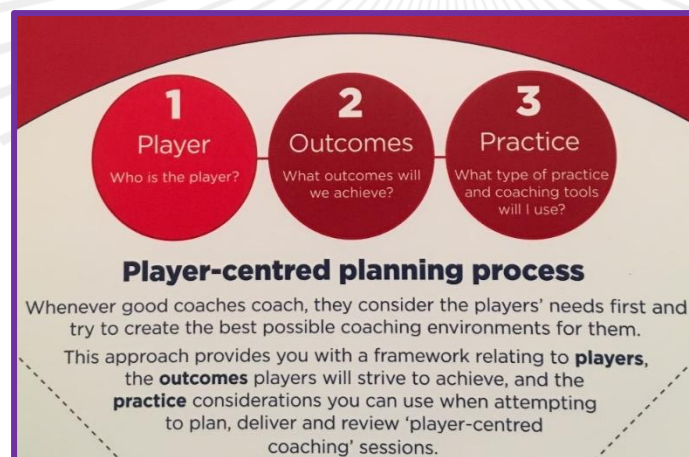 1
Player
Who is the player?
2
Outcomes
What outcomes will
we achieve?
3
Practice
What type of practice
and coaching tools
will I use?
Player-centred planning process
Whenever good coaches coach, they consider the players' needs first and
try to create the best possible coaching environments for them.
This approach provides you with a framework relating to players,
the outcomes players will strive to achieve, and the
practice considerations you can use when attempting
to plan, deliver and review 'player-centred
coaching' sessions.